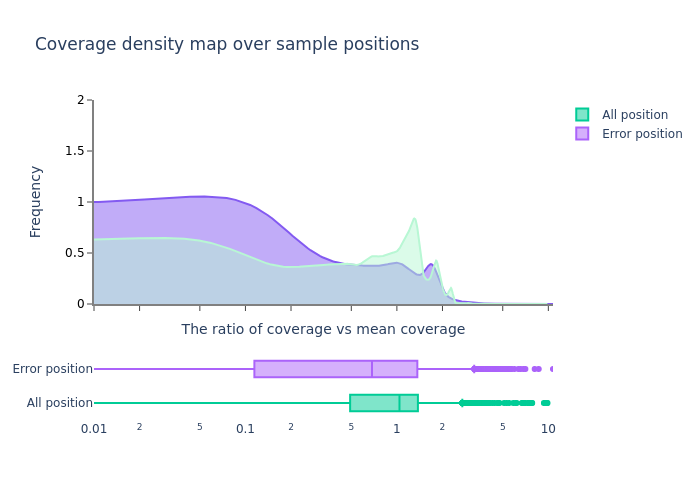 Coverage density map over sample positions
All position
Error position
Frequency
2
1.5
1
0.5
0
The ratio of coverage vs mean coverage
Error position
All position
0.01 2 5 0.1 2 5 1 2 5 10